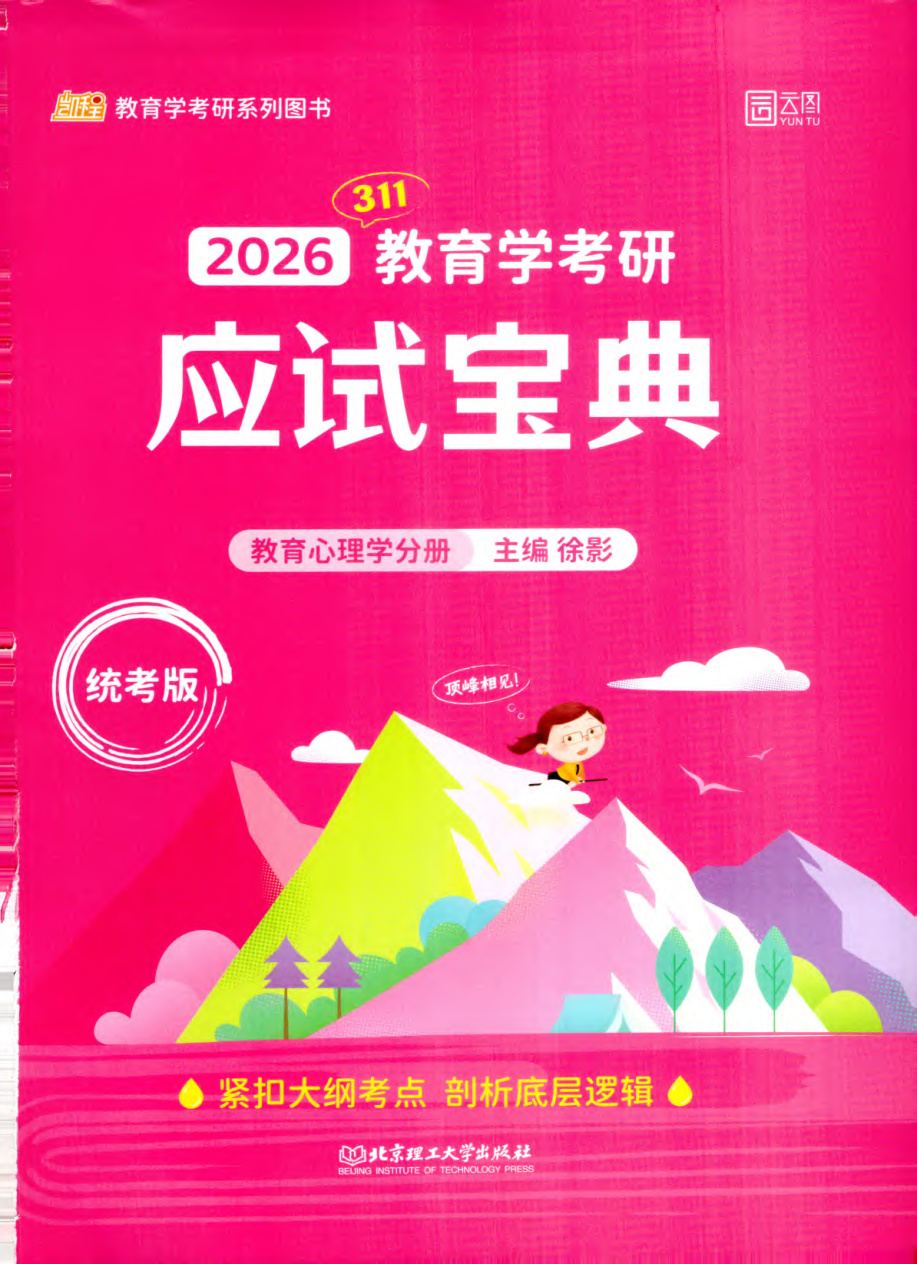 凯程 教育学考研系列图书
云图
YUN TU
311
2026 教育学考研
应试宝典
教育心理学分册 主编 徐影
统考版
顶峰相见!
紧扣大纲考点 剖析底层逻辑
北京理工大学出版社
BEIJING INSTITUTE OF TECHNOLOGY PRESS